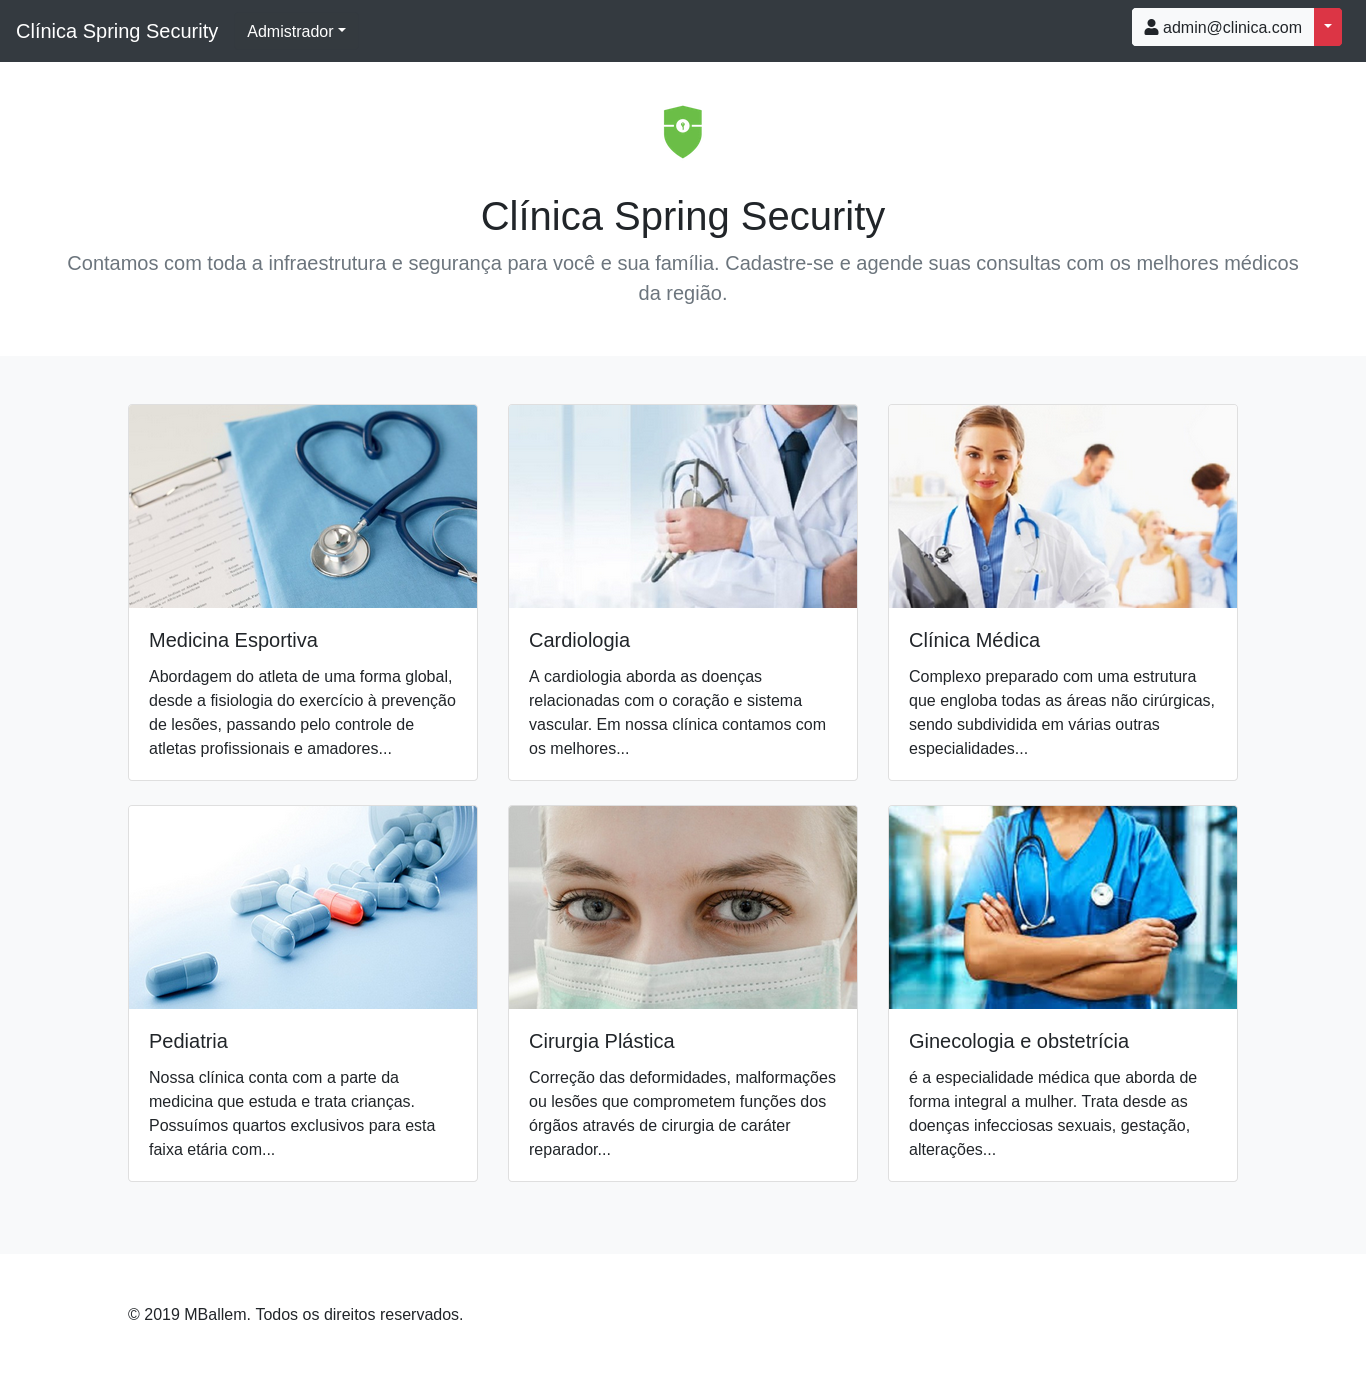 Clínica Spring Security Admistrador admin@clinica.com
Clínica Spring Security
Contamos com toda a infraestrutura e segurança para você e sua família. Cadastre-se e agende suas consultas com os melhores médicos
da região.
Medicina Esportiva
Abordagem do atleta de uma forma global,
desde a fisiologia do exercício à prevenção
de lesões, passando pelo controle de
atletas profissionais e amadores...
Cardiologia
A cardiologia aborda as doenças
relacionadas com o coração e sistema
vascular. Em nossa clínica contamos com
os melhores...
Clínica Médica
Complexo preparado com uma estrutura
que engloba todas as áreas não cirúrgicas,
sendo subdividida em várias outras
especialidades...
Pediatria
Nossa clínica conta com a parte da
medicina que estuda e trata crianças.
Possuímos quartos exclusivos para esta
faixa etária com...
Cirurgia Plástica
Correção das deformidades, malformações
ou lesões que comprometem funções dos
órgãos através de cirurgia de caráter
reparador...
Ginecologia e obstetrícia
é a especialidade médica que aborda de
forma integral a mulher. Trata desde as
doenças infecciosas sexuais, gestação,
alterações...
© 2019 MBallem. Todos os direitos reservados.